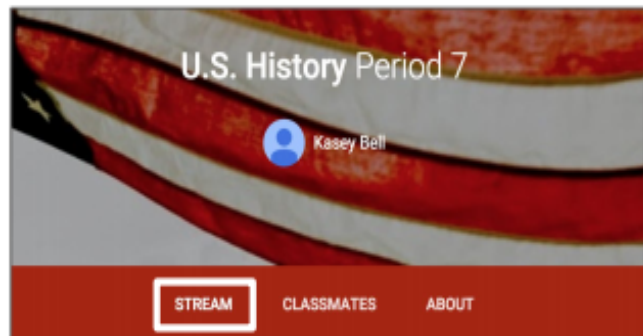 U.S. History Period 7
Kasey Bell
STREAM CLASSMATES ABOUT